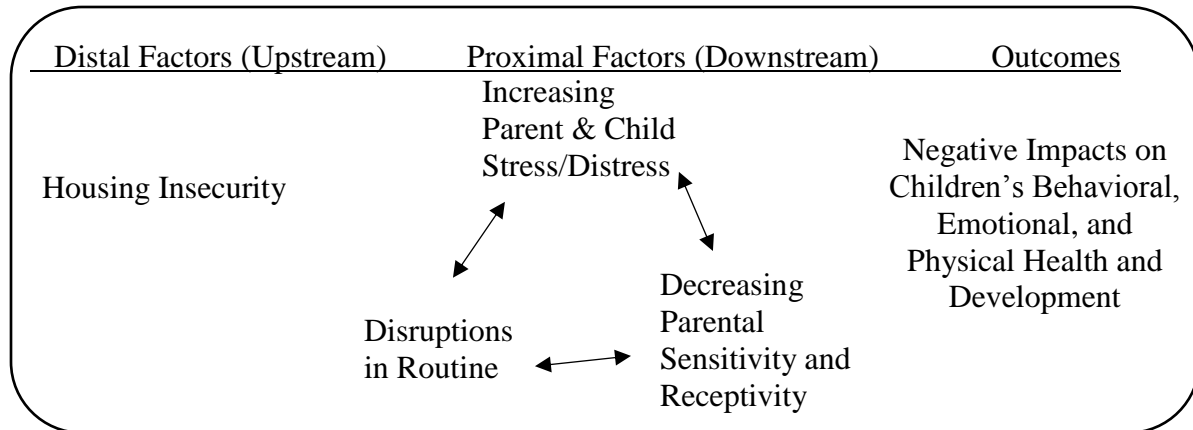 Distal Factors (Upstream) Proximal Factors (Downstream) Outcomes
Increasing
Parent & Child
Stress/Distress
Housing Insecurity
Negative Impacts on
Children’s Behavioral,
Emotional, and
Physical Health and
Development
Disruptions
in Routine
Decreasing
Parental
Sensitivity and
Receptivity